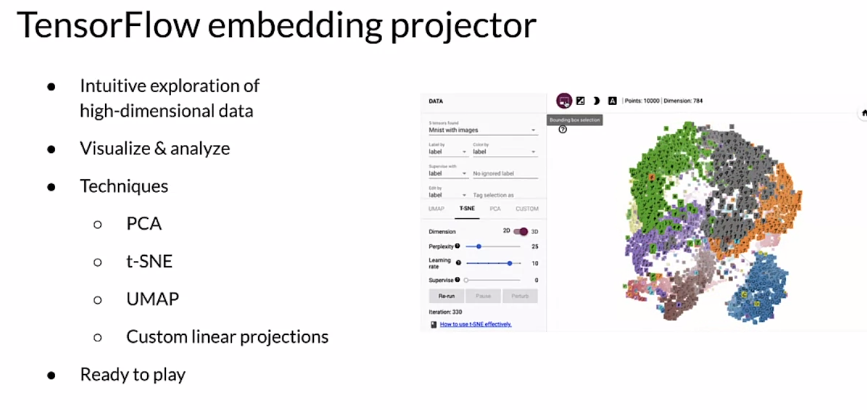 TensorFlow embedding projector
● Intuitive exploration of
high-dimensional data
● Visualize & analyze
● Techniques
○ PCA
○ t-SNE
○ UMAP
○ Custom linear projections
● Ready to play
DATA
5 tensors found
Mnist with images
Label by
label
Color by
label
Supervise with
label
No ignored label
Edit by
label
Tag selection as
UMAP T-SNE PCA CUSTOM
Dimension 2D 3D
Perplexity 25
Learning
rate 10
Supervise 0
Re-run Pause Perturb
Iteration: 330
How to use t-SNE effectively.
A | Points: 10000 | Dimension: 784
Bounding box selection